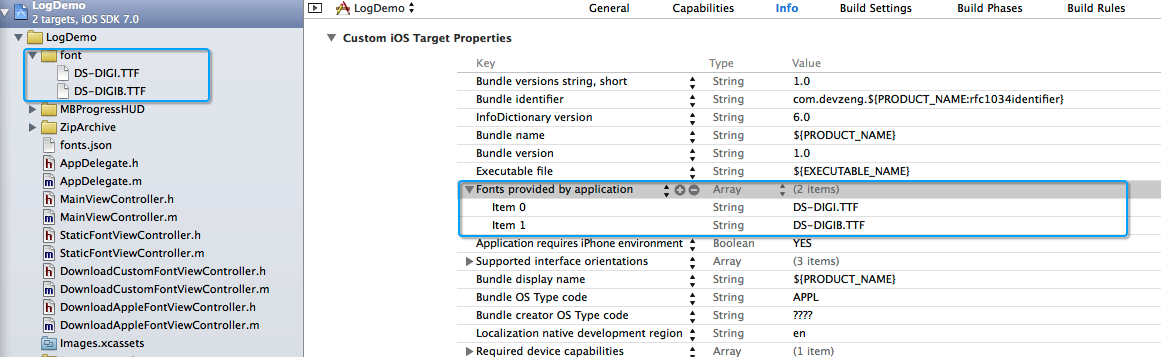 LogDemo
2 targets, iOS SDK 7.0
LogDemo
font
DS-DIGI.TTF
DS-DIGIB.TTF
MBProgressHUD
ZipArchive
fonts.json
AppDelegate.h
AppDelegate.m
MainViewController.h
MainViewController.m
StaticFontViewController.h
StaticFontViewController.m
DownloadCustomFontViewController.h
DownloadCustomFontViewController.m
DownloadAppleFontViewController.h
DownloadAppleFontViewController.m
Images.xcassets
LogDemo General Capabilities Info Build Settings Build Phases Build Rules
Custom iOS Target Properties
Key Type Value
Bundle versions string, short String 1.0
Bundle identifier String com.devzeng.${PRODUCT_NAME:rfc1034identifier}
InfoDictionary version String 6.0
Bundle name String ${PRODUCT_NAME}
Bundle version String 1.0
Executable file String ${EXECUTABLE_NAME}
Fonts provided by application Array (2 items)
Item 0 String DS-DIGI.TTF
Item 1 String DS-DIGIB.TTF
Application requires iPhone environment Boolean YES
Supported interface orientations Array (3 items)
Bundle display name String ${PRODUCT_NAME}
Bundle OS Type code String APPL
Bundle creator OS Type code String ????
Localization native development region String en
Required device capabilities Array (1 item)